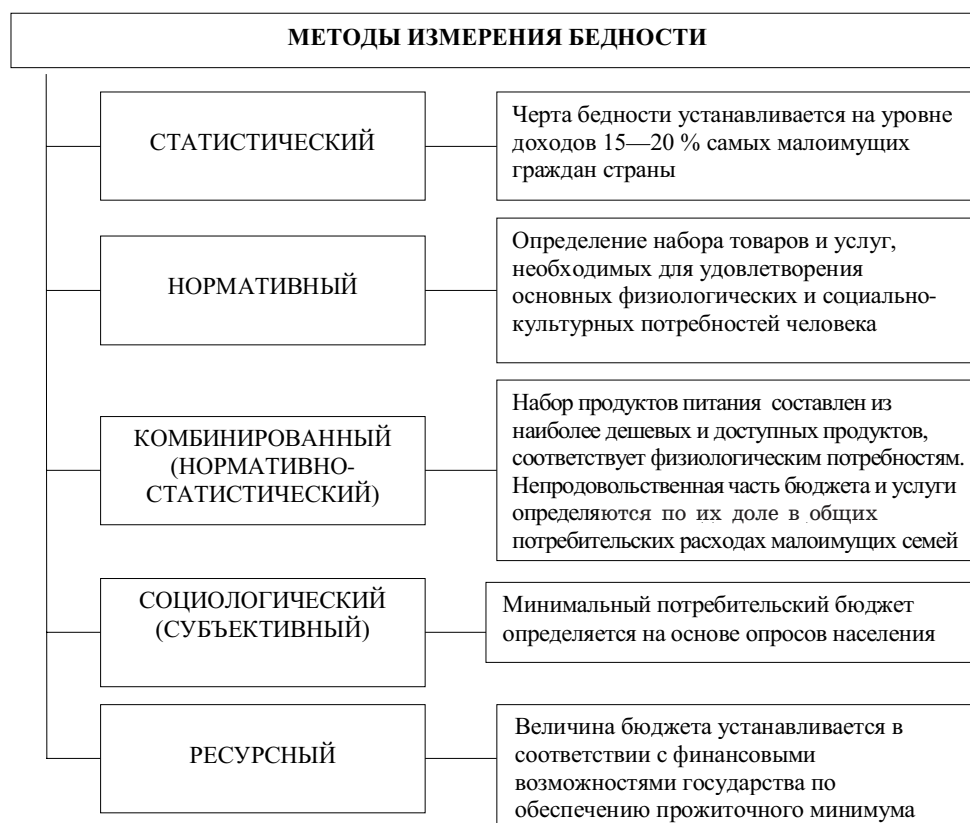 МЕТОДЫ ИЗМЕРЕНИЯ БЕДНОСТИ
СТАТИСТИЧЕСКИЙ
Черта бедности устанавливается на уровне
доходов 15—20 % самых малоимущих
граждан страны
НОРМАТИВНЫЙ
Определение набора товаров и услуг,
необходимых для удовлетворения
основных физиологических и социально-
культурных потребностей человека
КОМБИНИРОВАННЫЙ
(НОРМАТИВНО-
СТАТИСТИЧЕСКИЙ)
Набор продуктов питания составлен из
наиболее дешевых и доступных продуктов,
соответствует физиологическим потребностям.
Непродовольственная часть бюджета и услуги
определяются по их доле в общих
потребительских расходах малоимущих семей
СОЦИОЛОГИЧЕСКИЙ
(СУБЪЕКТИВНЫЙ)
Минимальный потребительский бюджет
определяется на основе опросов населения
РЕСУРСНЫЙ
Величина бюджета устанавливается в
соответствии с финансовыми
возможностями государства по
обеспечению прожиточного минимума